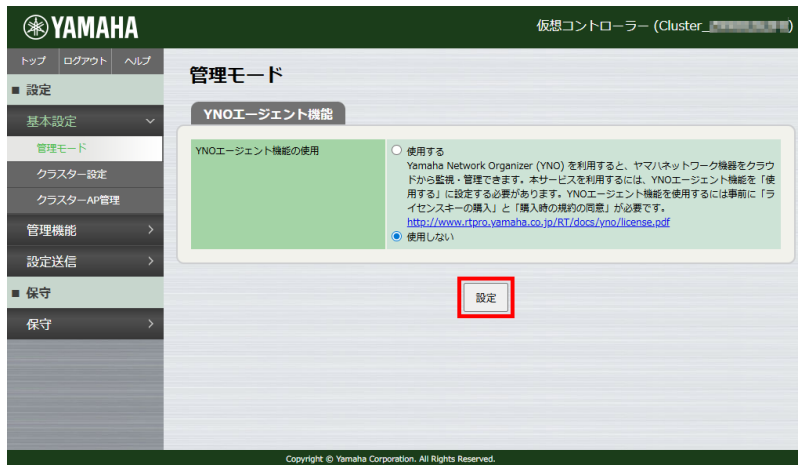 YAMAHA
仮想コントローラー (Cluster_ )
トップ ログアウト ヘルプ
■ 設定
基本設定
管理モード
クラスター設定
クラスターAP管理
管理機能
設定送信
■ 保守
保守
管理モード
YNOエージェント機能
YNOエージェント機能の使用
使用する
Yamaha Network Organizer (YNO) を利用すると、ヤマハネットワーク機器をクラウ
ドから監視・管理できます。本サービスを利用するには、YNOエージェント機能を「使
用する」に設定する必要があります。YNOエージェント機能を使用するには事前に「ラ
イセンスキーの購入」と「購入時の規約の同意」が必要です。
http://www.rtpro.yamaha.co.jp/RT/docs/yno/license.pdf
使用しない
設定
Copyright © Yamaha Corporation. All Rights Reserved.